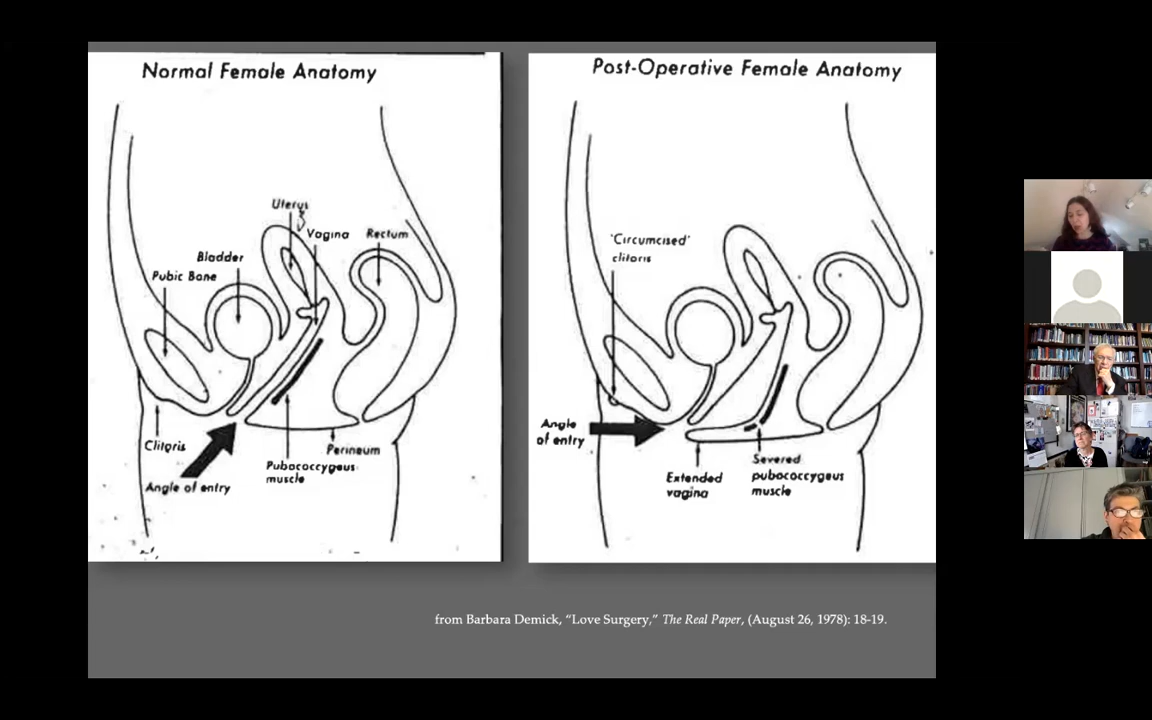 Normal Female Anatomy
Uterus
Vagina
Rectum
Bladder
Pubic Bone
Clitoris
Perineum
Pubococcygeus
muscle
Angle of entry
Post-Operative Female Anatomy
'Circumcised'
clitoris
Angle
of entry
Extended
vagina
Severed
pubococcygeus
muscle
from Barbara Demick, “Love Surgery,” The Real Paper, (August 26, 1978): 18-19.